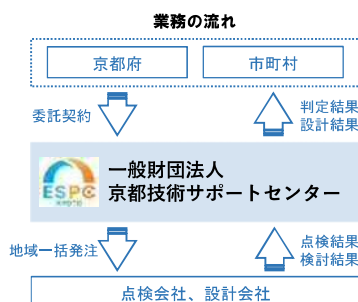 業務の流れ
京都府
市町村
委託契約
判定結果
設計結果
ESPC
KYOTO
一般財団法人
京都技術サポートセンター
地域一括発注
点検結果
検討結果
点検会社、設計会社